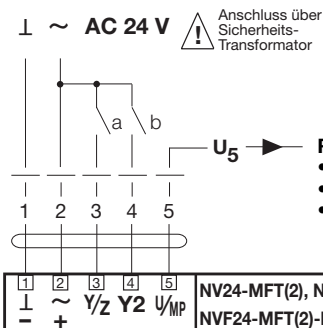 ⊥ ~ AC 24 V
Anschluss über
Sicherheits-
Transformator
a b
U5
1 2 3 4 5
1 2 3 4 5
⊥ ~ Y/Z Y2 U/MP
− +
NV24-MFT(2), N
NVF24-MFT(2)-